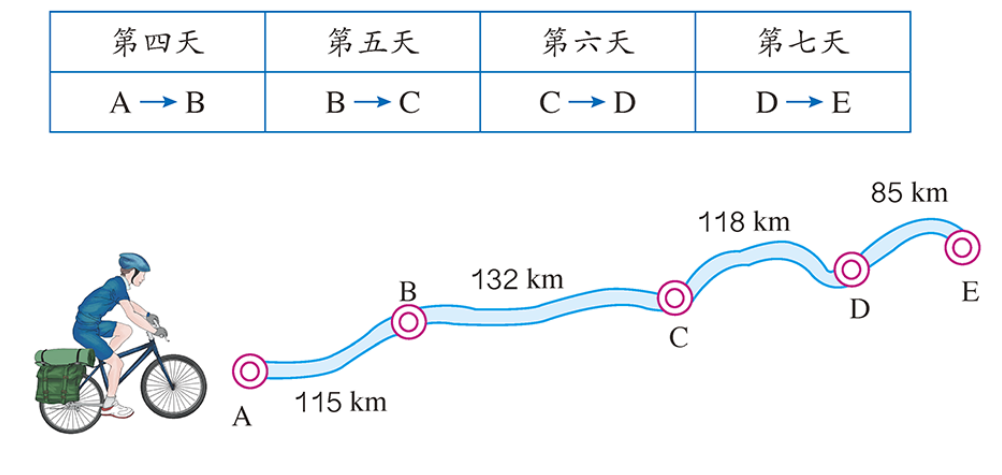 第四天 第五天 第六天 第七天
A → B B → C C → D D → E
85 km
118 km
132 km
B
E
D
C
115 km
A